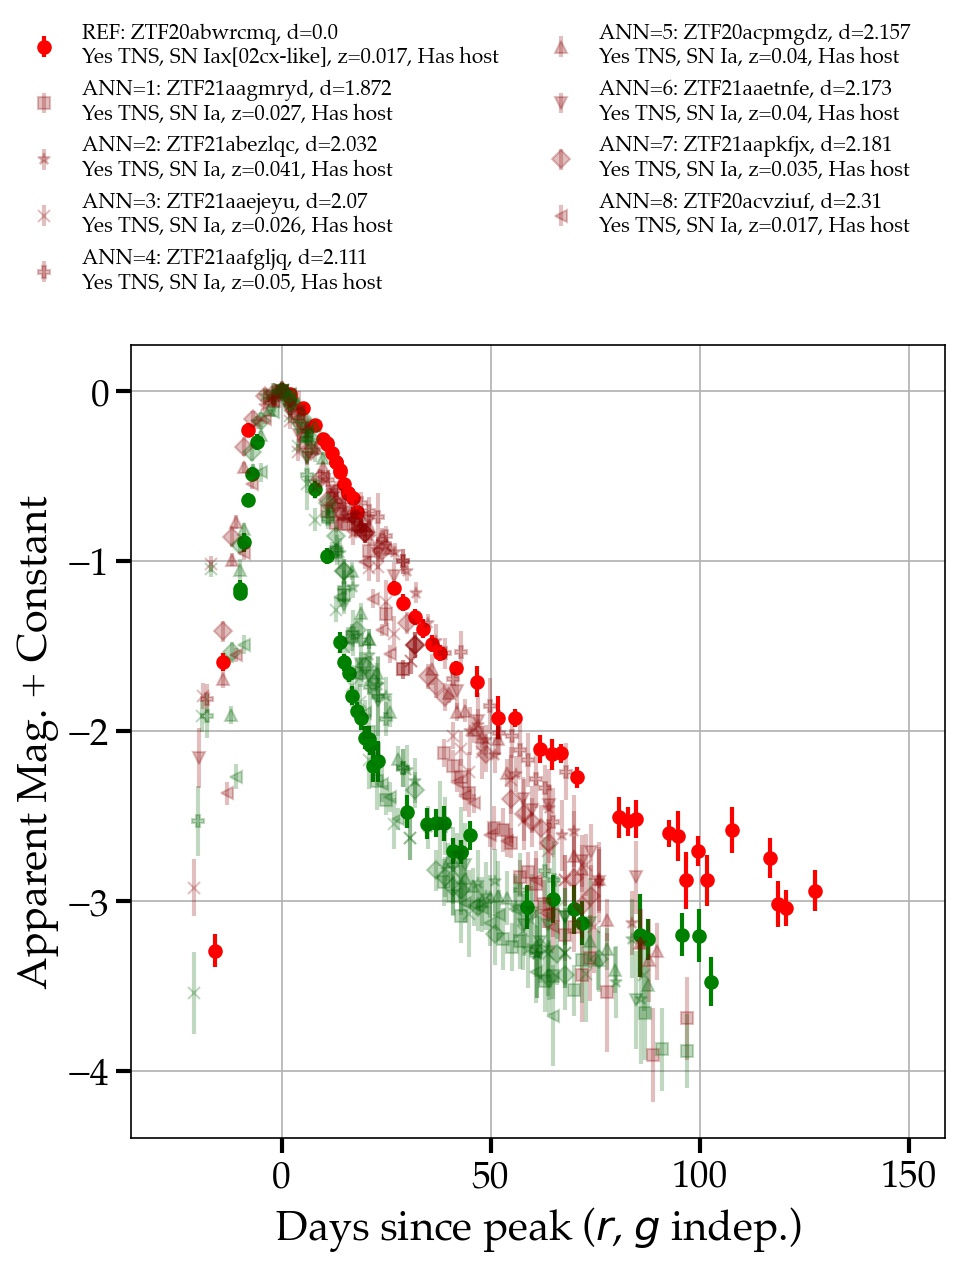 REF: ZTF20abwrcmq, d=0.0
Yes TNS, SN Iax[02cx-like], z=0.017, Has host
ANN=1: ZTF21aagmryd, d=1.872
Yes TNS, SN Ia, z=0.027, Has host
ANN=2: ZTF21abezlqc, d=2.032
Yes TNS, SN Ia, z=0.041, Has host
ANN=3: ZTF21aaejeyu, d=2.07
Yes TNS, SN Ia, z=0.026, Has host
ANN=4: ZTF21aafgljq, d=2.111
Yes TNS, SN Ia, z=0.05, Has host
ANN=5: ZTF20acpmgdz, d=2.157
Yes TNS, SN Ia, z=0.04, Has host
ANN=6: ZTF21aaetnfe, d=2.173
Yes TNS, SN Ia, z=0.04, Has host
ANN=7: ZTF21aapkfjx, d=2.181
Yes TNS, SN Ia, z=0.035, Has host
ANN=8: ZTF20acvziuf, d=2.31
Yes TNS, SN Ia, z=0.017, Has host
Apparent Mag. + Constant
0
−1
−2
−3
−4
0
50
100
150
Days since peak (r, g indep.)